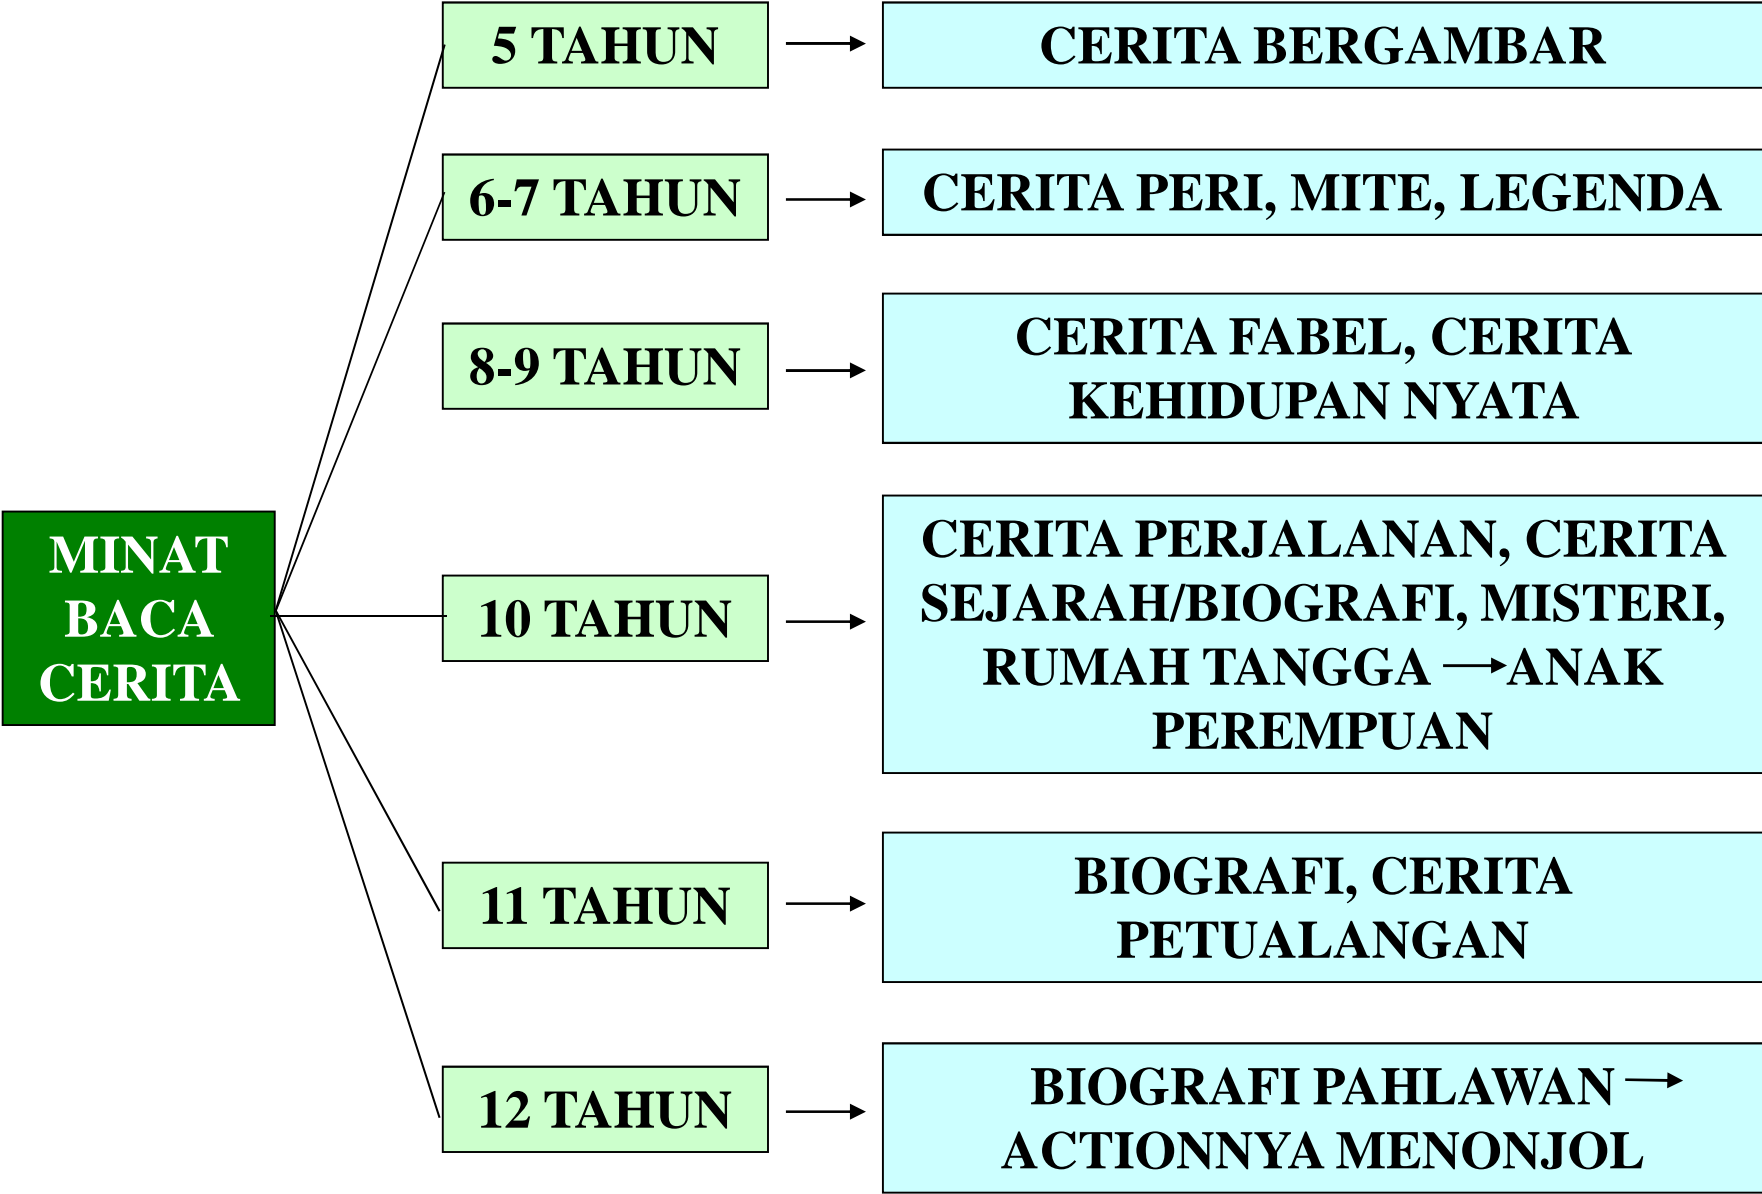 MINAT
BACA
CERITA
5 TAHUN
CERITA BERGAMBAR
6-7 TAHUN
CERITA PERI, MITE, LEGENDA
8-9 TAHUN
CERITA FABEL, CERITA
KEHIDUPAN NYATA
10 TAHUN
CERITA PERJALANAN, CERITA
SEJARAH/BIOGRAFI, MISTERI,
RUMAH TANGGA → ANAK
PEREMPUAN
11 TAHUN
BIOGRAFI, CERITA
PETUALANGAN
12 TAHUN
BIOGRAFI PAHLAWAN →
ACTIONNYA MENONJOL